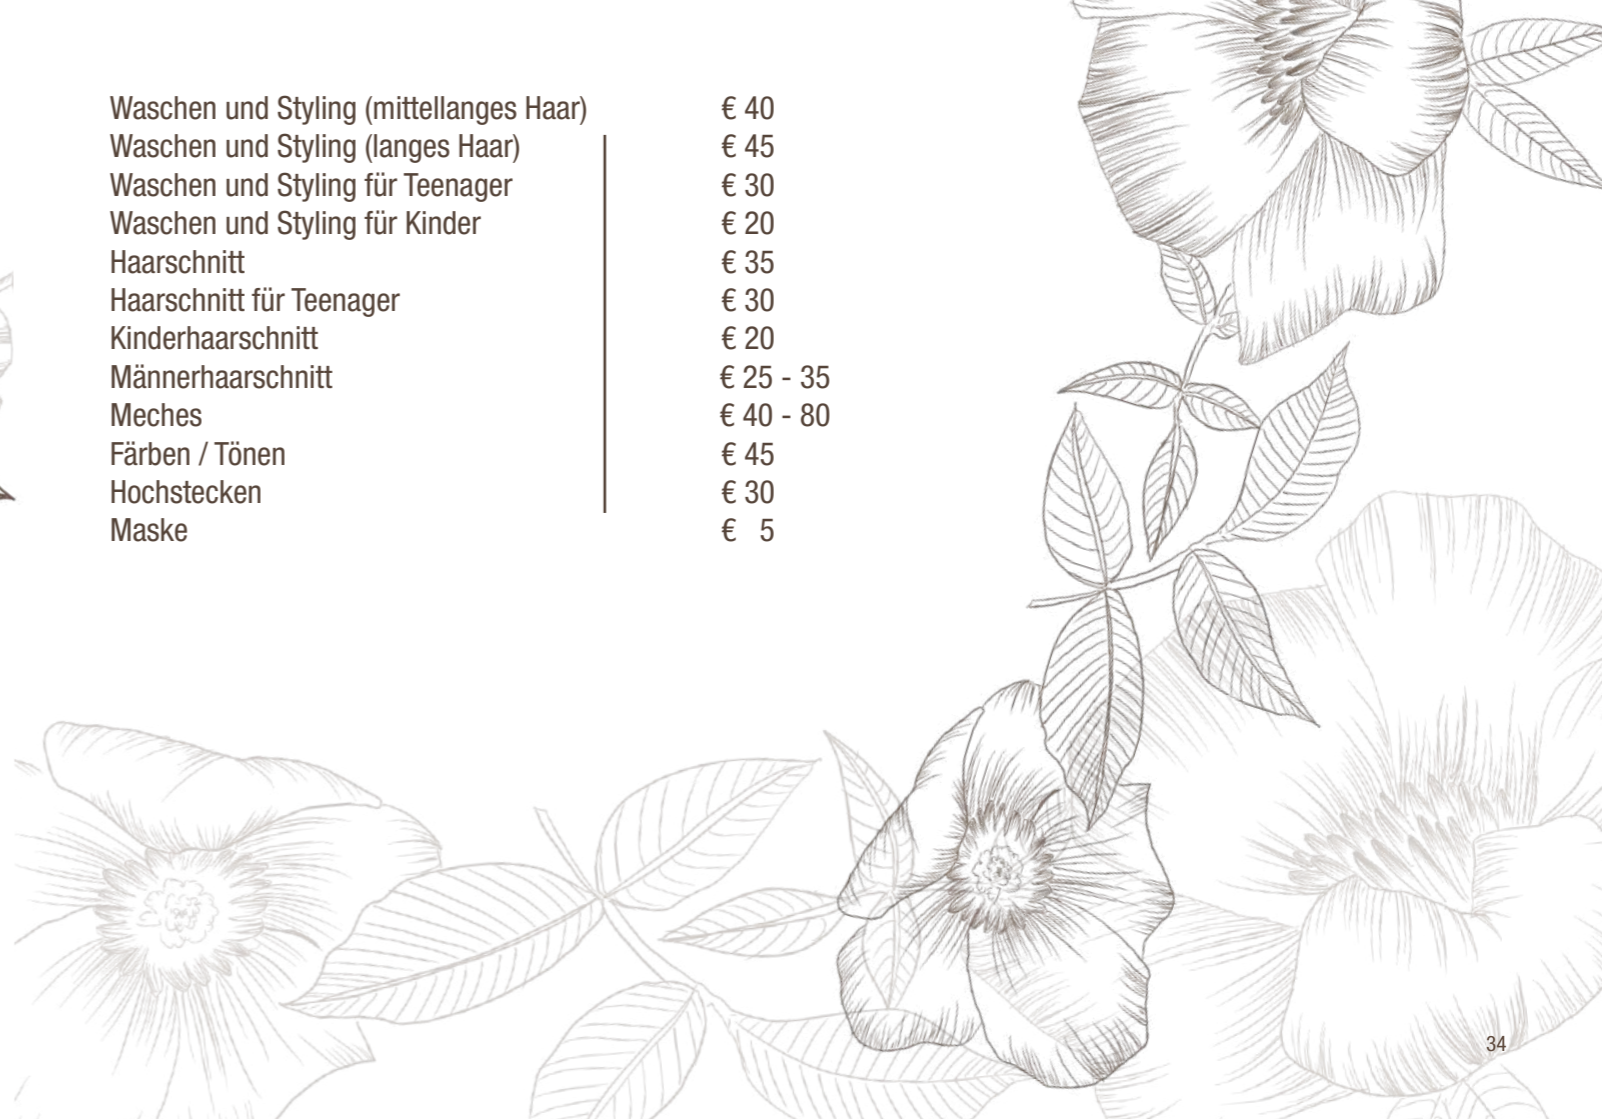 Waschen und Styling (mittellanges Haar) € 40
Waschen und Styling (langes Haar) € 45
Waschen und Styling für Teenager € 30
Waschen und Styling für Kinder € 20
Haarschnitt € 35
Haarschnitt für Teenager € 30
Kinderhaarschnitt € 20
Männerhaarschnitt € 25 - 35
Meches € 40 - 80
Färben / Tönen € 45
Hochstecken € 30
Maske € 5
34